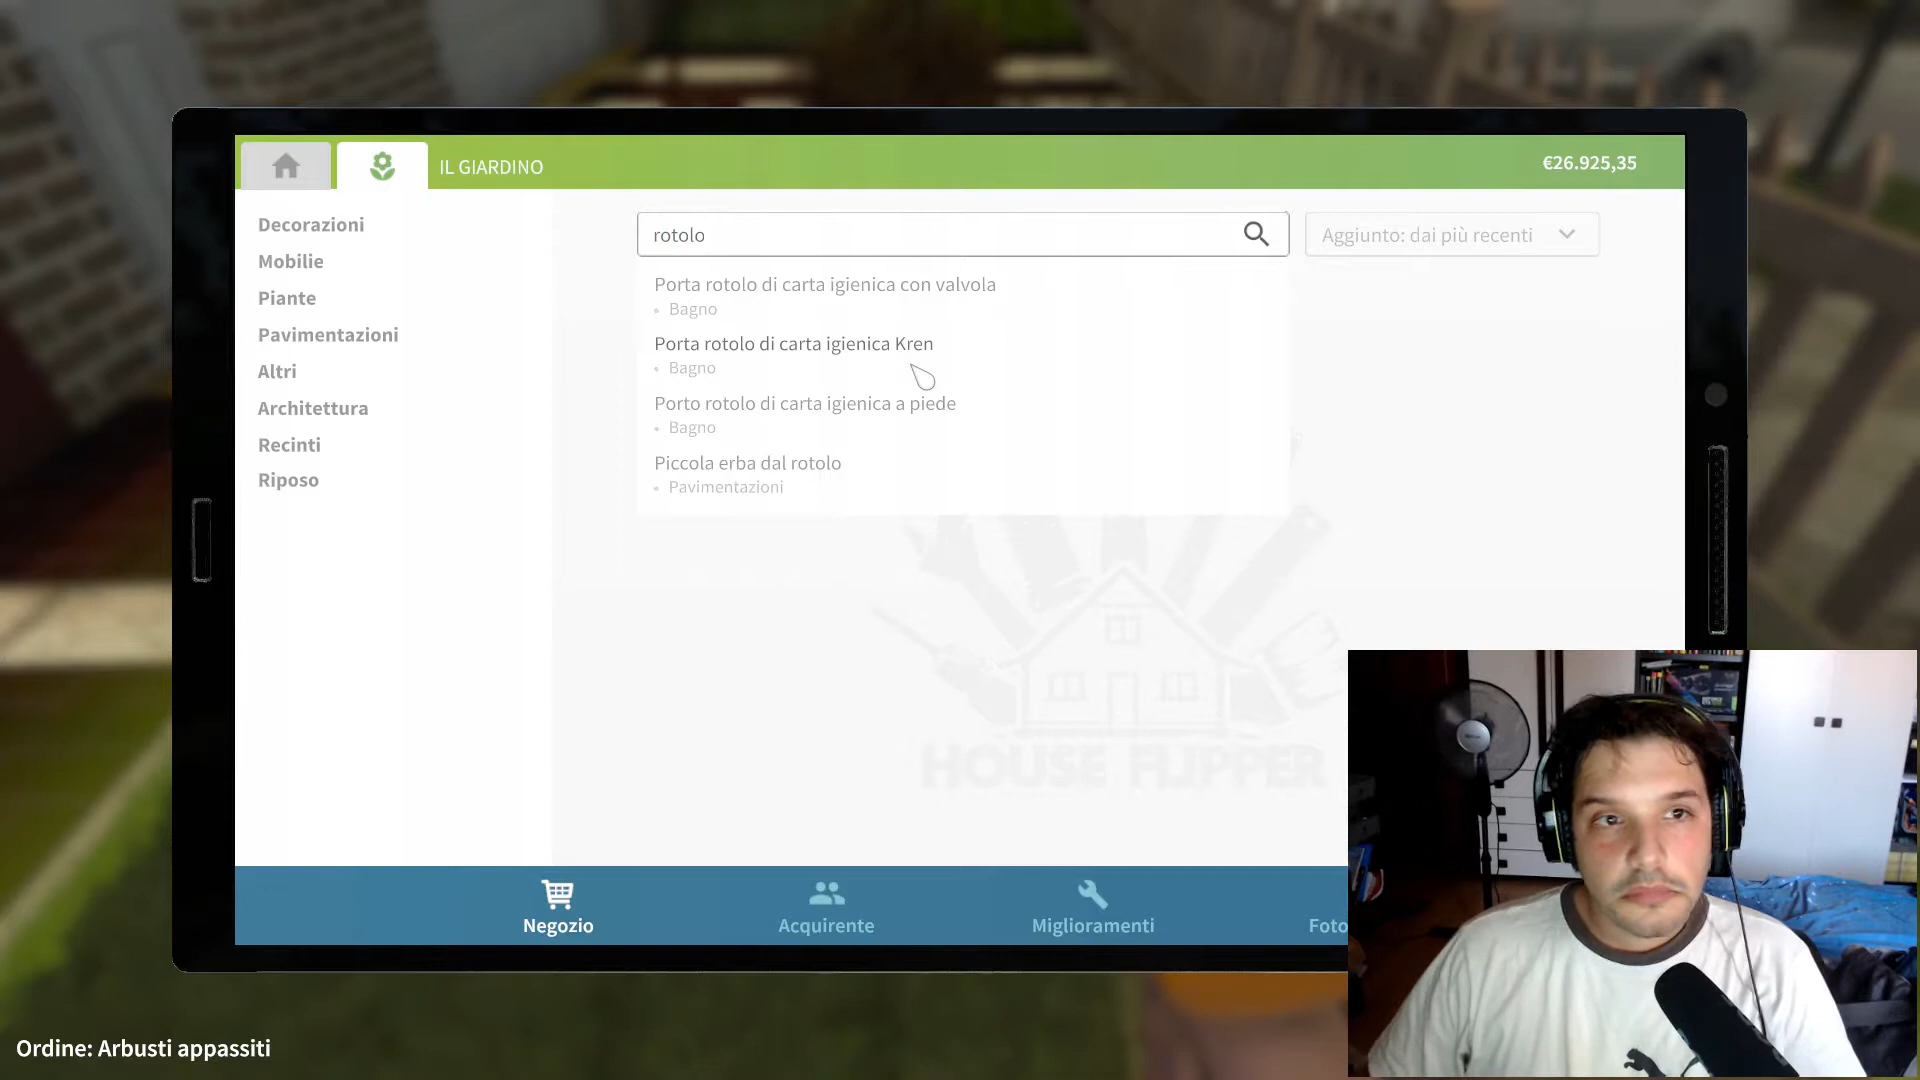 IL GIARDINO
€26.925,35
Decorazioni
Mobilie
Piante
Pavimentazioni
Altri
Architettura
Recinti
Riposo
rotolo
Aggiunto: dai più recenti
Porta rotolo di carta igienica con valvola
• Bagno
Porta rotolo di carta igienica Kren
• Bagno
Porto rotolo di carta igienica a piede
• Bagno
Piccola erba dal rotolo
• Pavimentazioni
HOUSE FLIPPER
Negozio
Acquirente
Miglioramenti
Foto
Ordine: Arbusti appassiti